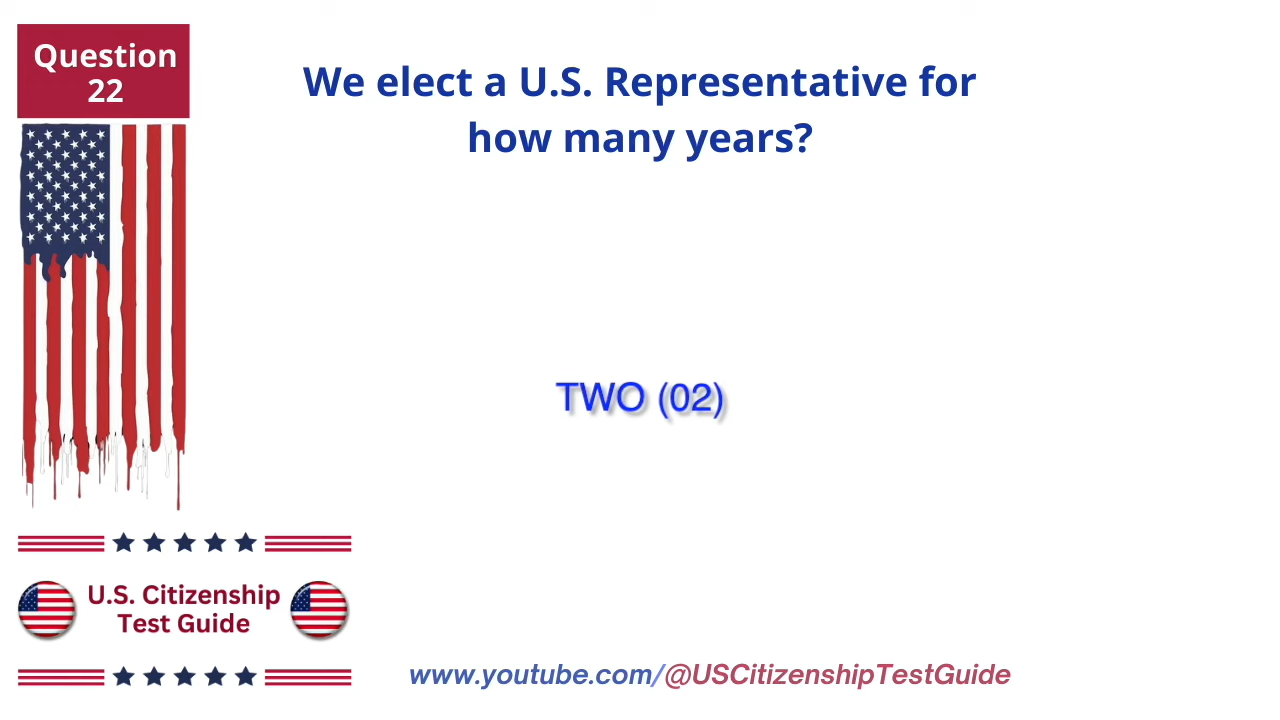 Question
22
We elect a U.S. Representative for
how many years?
TWO (02)
U.S. Citizenship
Test Guide
www.youtube.com/@USCitizenshipTestGuide